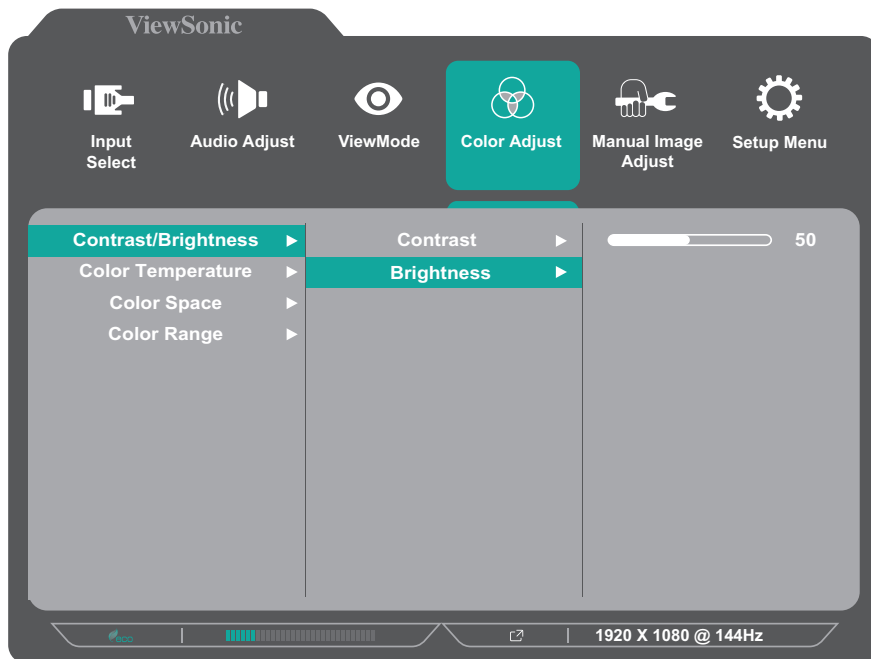 ViewSonic
Input Select
Audio Adjust
ViewMode
Color Adjust
Manual Image Adjust
Setup Menu
Contrast/Brightness
Contrast
50
Color Temperature
Brightness
Color Space
Color Range
eco
1920 X 1080 @ 144Hz